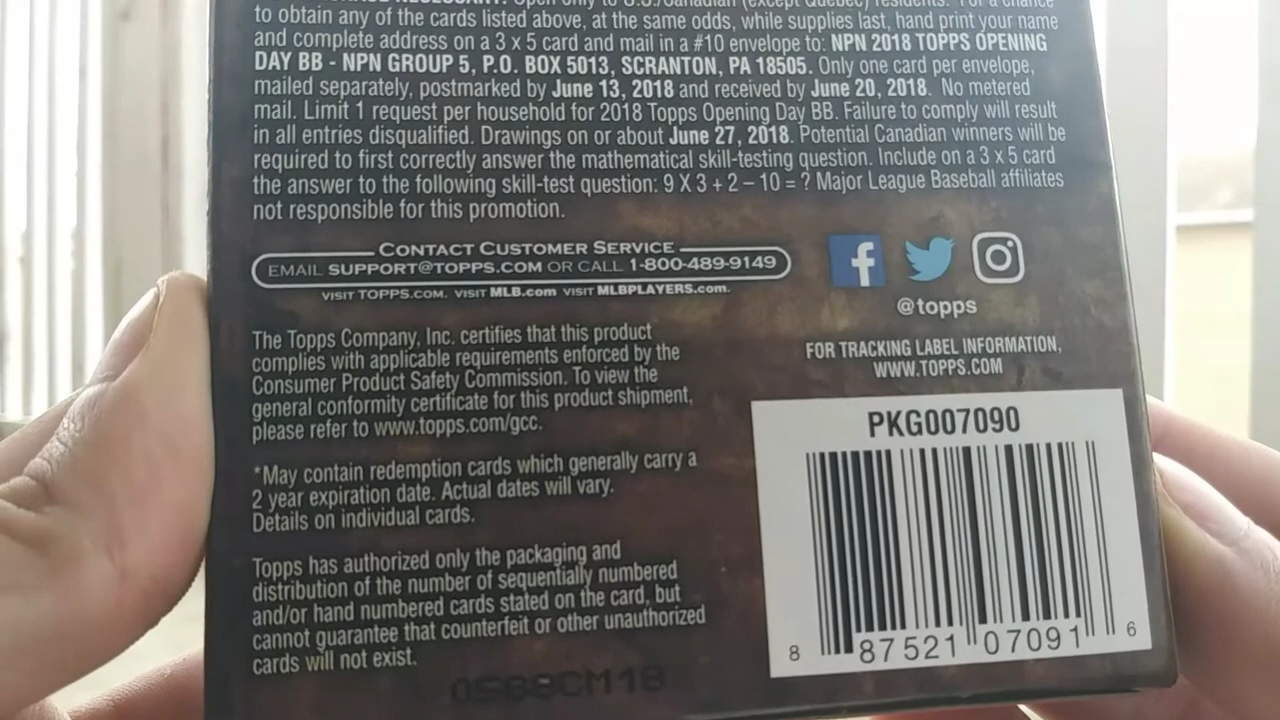 NECESSARY. Open only to U.S./Canadian (except Quebec) residents. For a chance
to obtain any of the cards listed above, at the same odds, while supplies last, hand print your name
and complete address on a 3 x 5 card and mail in a #10 envelope to: NPN 2018 TOPPS OPENING
DAY BB - NPN GROUP 5, P.O. BOX 5013, SCRANTON, PA 18505. Only one card per envelope,
mailed separately, postmarked by June 13, 2018 and received by June 20, 2018. No metered
mail. Limit 1 request per household for 2018 Topps Opening Day BB. Failure to comply will result
in all entries disqualified. Drawings on or about June 27, 2018. Potential Canadian winners will be
required to first correctly answer the mathematical skill-testing question. Include on a 3 x 5 card
the answer to the following skill-test question: 9 X 3 + 2 – 10 = ? Major League Baseball affiliates
not responsible for this promotion.
CONTACT CUSTOMER SERVICE
EMAIL SUPPORT@TOPPS.COM OR CALL 1-800-489-9149
VISIT TOPPS.COM. VISIT MLB.com VISIT MLBPLAYERS.com.
@topps
The Topps Company, Inc. certifies that this product
complies with applicable requirements enforced by the
Consumer Product Safety Commission. To view the
general conformity certificate for this product shipment,
please refer to www.topps.com/gcc.
FOR TRACKING LABEL INFORMATION,
WWW.TOPPS.COM
*May contain redemption cards which generally carry a
2 year expiration date. Actual dates will vary.
Details on individual cards.
Topps has authorized only the packaging and
distribution of the number of sequentially numbered
and/or hand numbered cards stated on the card, but
cannot guarantee that counterfeit or other unauthorized
cards will not exist.
PKG007090
8 87521 07091 6